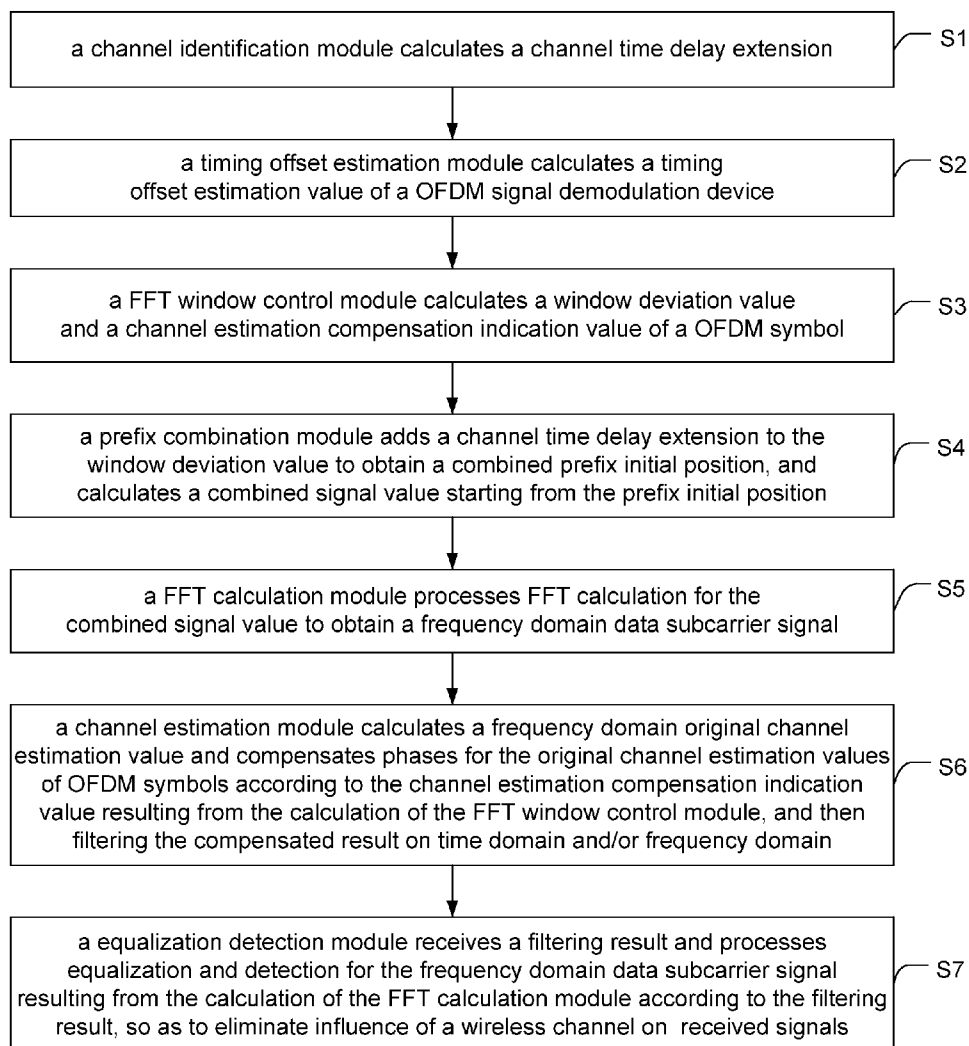 a channel identification module calculates a channel time delay extension
S1
a timing offset estimation module calculates a timing
offset estimation value of a OFDM signal demodulation device
S2
a FFT window control module calculates a window deviation value
and a channel estimation compensation indication value of a OFDM symbol
S3
a prefix combination module adds a channel time delay extension to the
window deviation value to obtain a combined prefix initial position, and
calculates a combined signal value starting from the prefix initial position
S4
a FFT calculation module processes FFT calculation for the
combined signal value to obtain a frequency domain data subcarrier signal
S5
a channel estimation module calculates a frequency domain original channel
estimation value and compensates phases for the original channel estimation values
of OFDM symbols according to the channel estimation compensation indication
value resulting from the calculation of the FFT window control module, and then
filtering the compensated result on time domain and/or frequency domain
S6
a equalization detection module receives a filtering result and processes
equalization and detection for the frequency domain data subcarrier signal
resulting from the calculation of the FFT calculation module according to the filtering
result, so as to eliminate influence of a wireless channel on received signals
S7